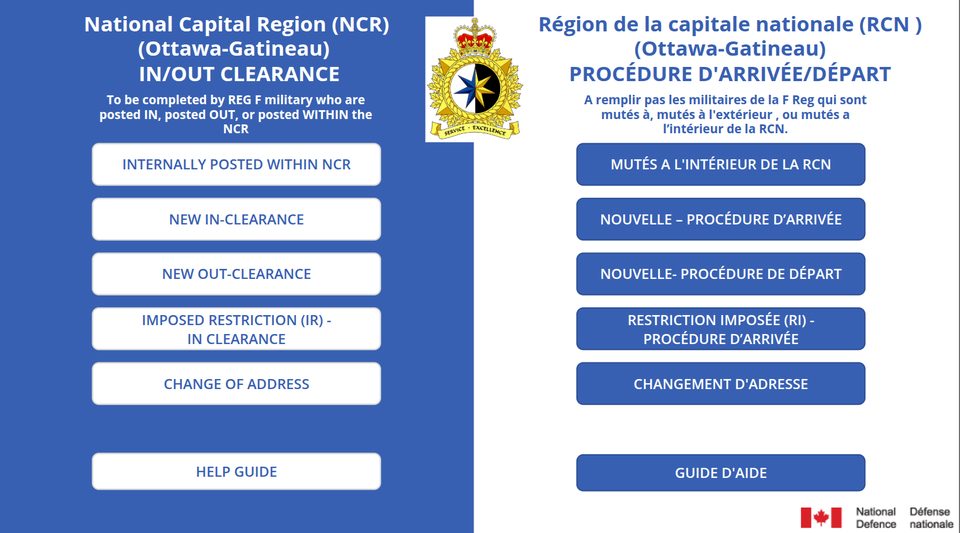 National Capital Region (NCR)
(Ottawa-Gatineau)
IN/OUT CLEARANCE
To be completed by REG F military who are
posted IN, posted OUT, or posted WITHIN the
NCR
INTERNALLY POSTED WITHIN NCR
NEW IN-CLEARANCE
NEW OUT-CLEARANCE
IMPOSED RESTRICTION (IR) -
IN CLEARANCE
CHANGE OF ADDRESS
HELP GUIDE
SERVICE - EXCELLENCE
Région de la capitale nationale (RCN )
(Ottawa-Gatineau)
PROCÉDURE D'ARRIVÉE/DÉPART
A remplir pas les militaires de la F Reg qui sont
mutés à, mutés à l'extérieur , ou mutés a
l’intérieur de la RCN.
MUTÉS A L'INTÉRIEUR DE LA RCN
NOUVELLE – PROCÉDURE D’ARRIVÉE
NOUVELLE- PROCÉDURE DE DÉPART
RESTRICTION IMPOSÉE (RI) -
PROCÉDURE D’ARRIVÉE
CHANGEMENT D'ADRESSE
GUIDE D'AIDE
National
Defence
Défense
nationale